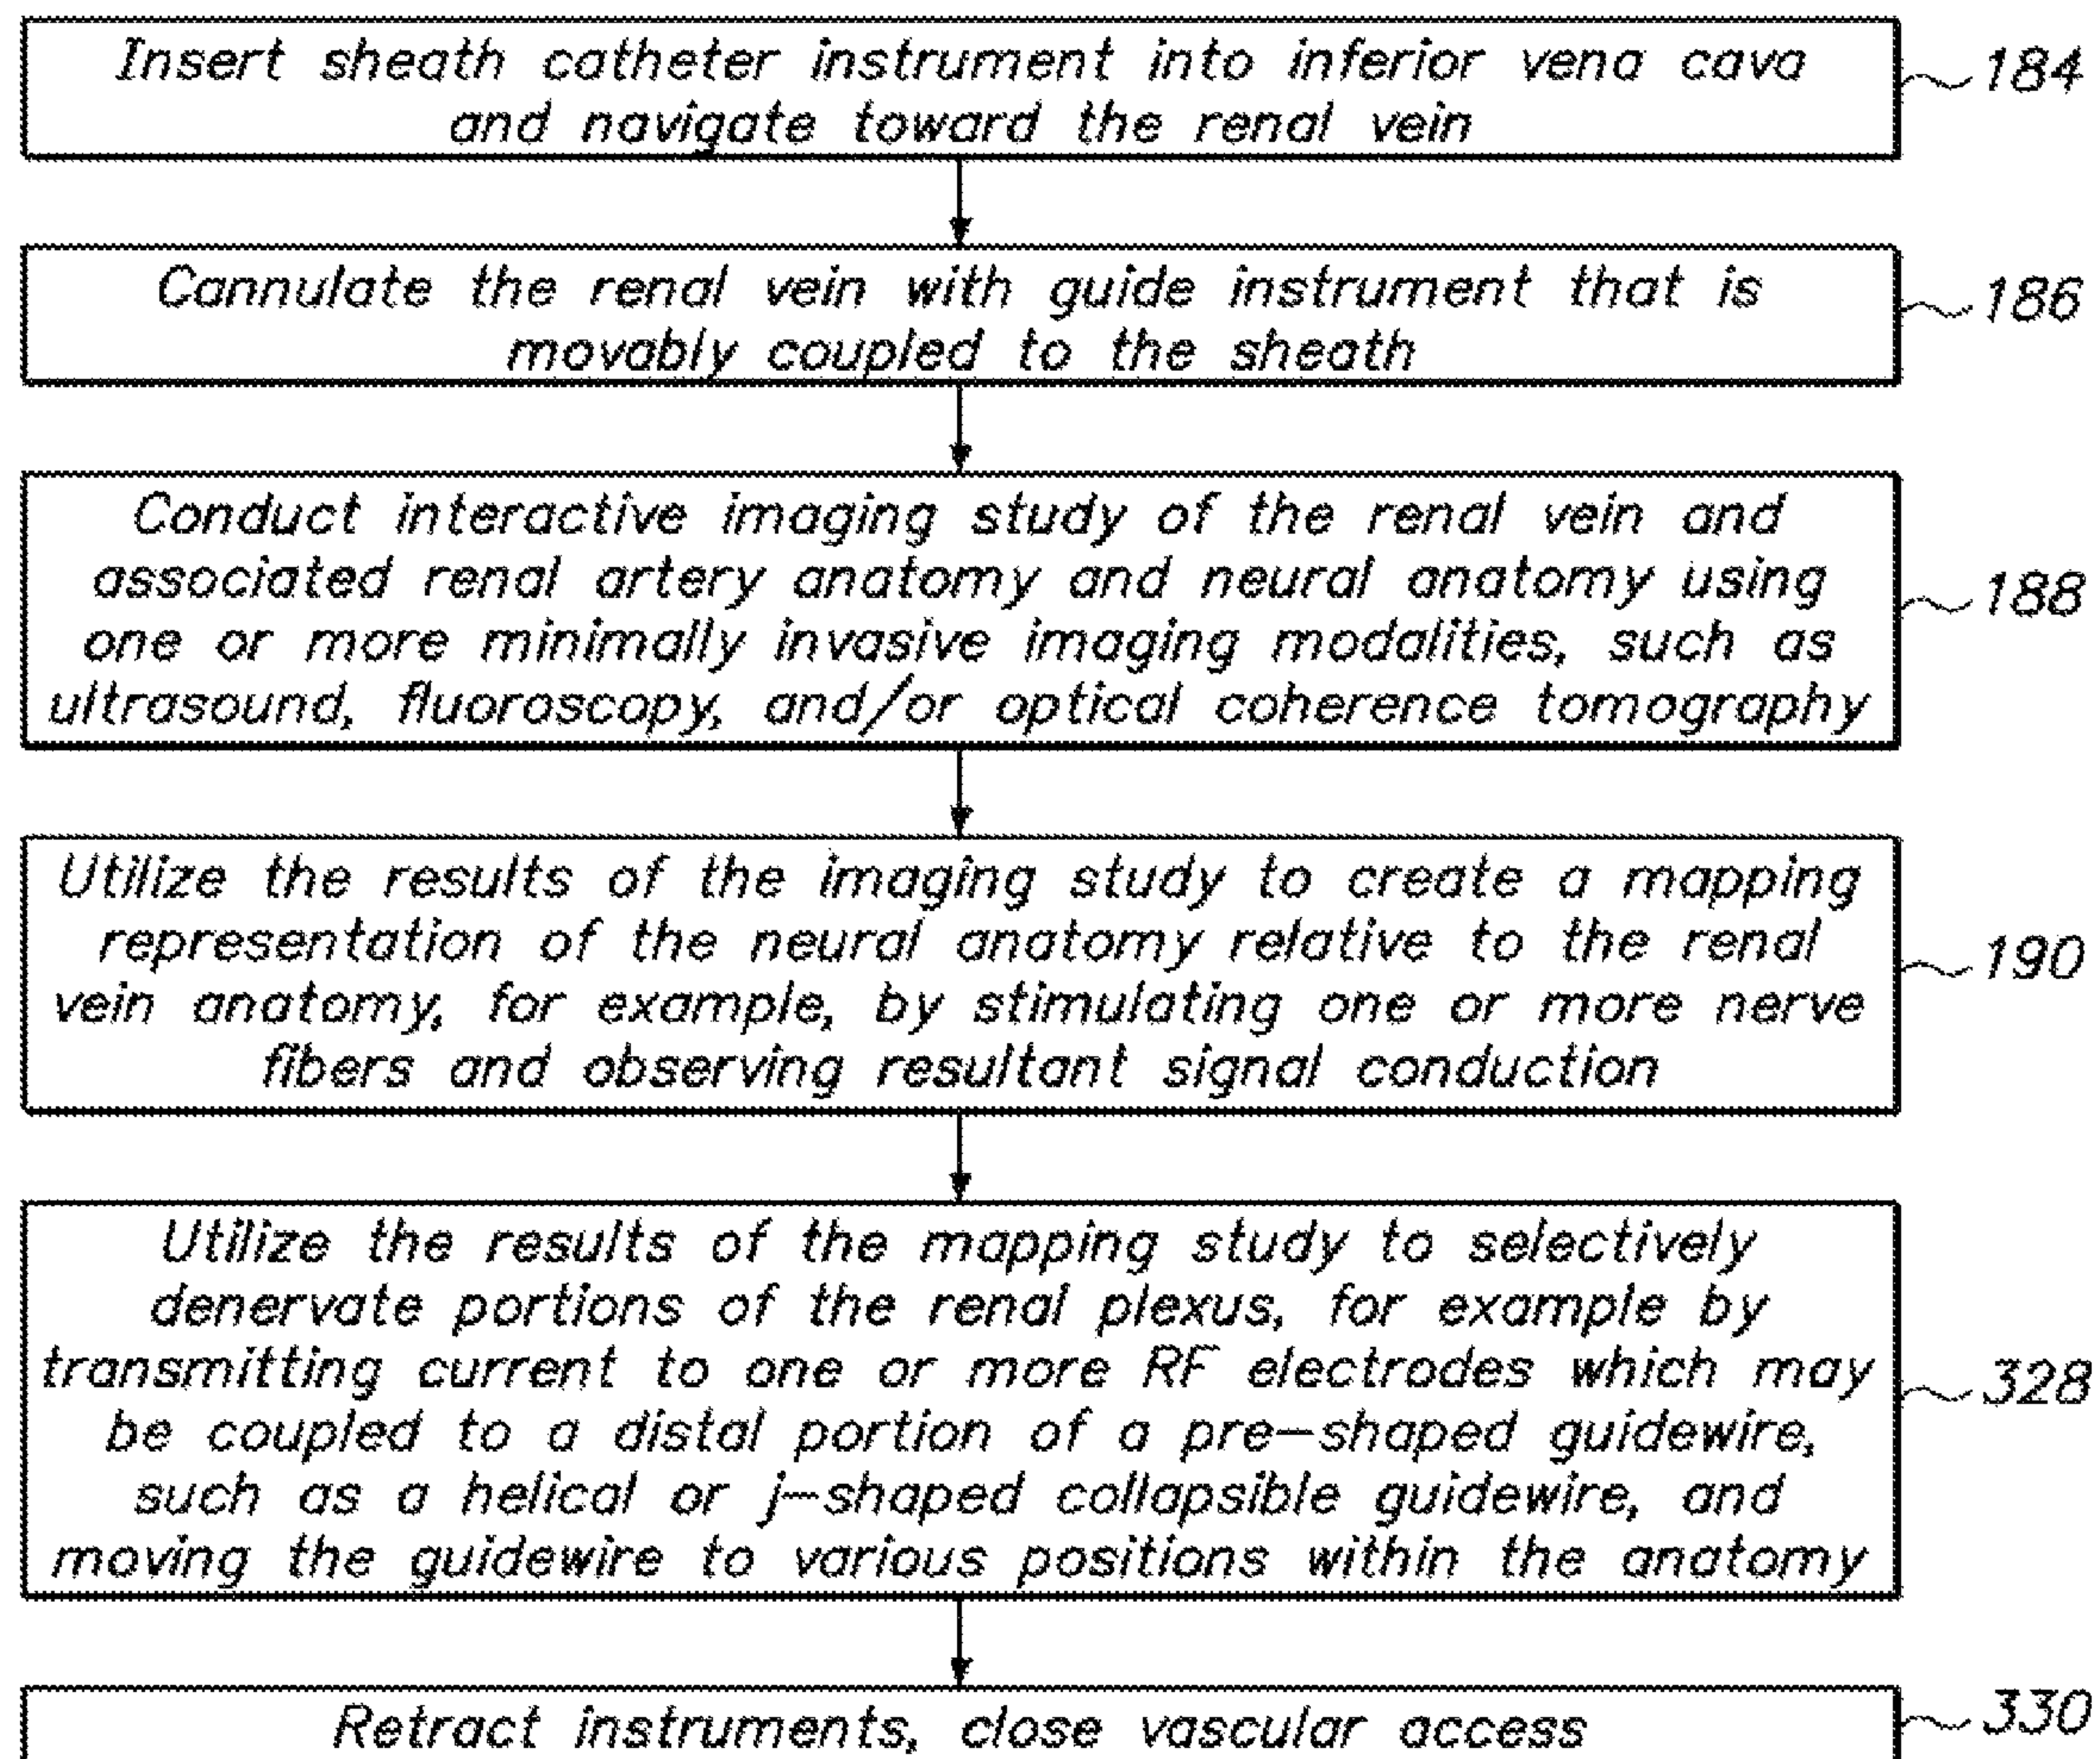 Insert sheath catheter instrument into inferior vena cava
and navigate toward the renal vein
184
Cannulate the renal vein with guide instrument that is
movably coupled to the sheath
186
Conduct interactive imaging study of the renal vein and
associated renal artery anatomy and neural anatomy using
one or more minimally invasive imaging modalities, such as
ultrasound, fluoroscopy, and/or optical coherence tomography
188
Utilize the results of the imaging study to create a mapping
representation of the neural anatomy relative to the renal
vein anatomy, for example, by stimulating one or more nerve
fibers and observing resultant signal conduction
190
Utilize the results of the mapping study to selectively
denervate portions of the renal plexus, for example by
transmitting current to one or more RF electrodes which may
be coupled to a distal portion of a pre-shaped guidewire,
such as a helical or j-shaped collapsible guidewire, and
moving the guidewire to various positions within the anatomy
328
Retract instruments, close vascular access
330